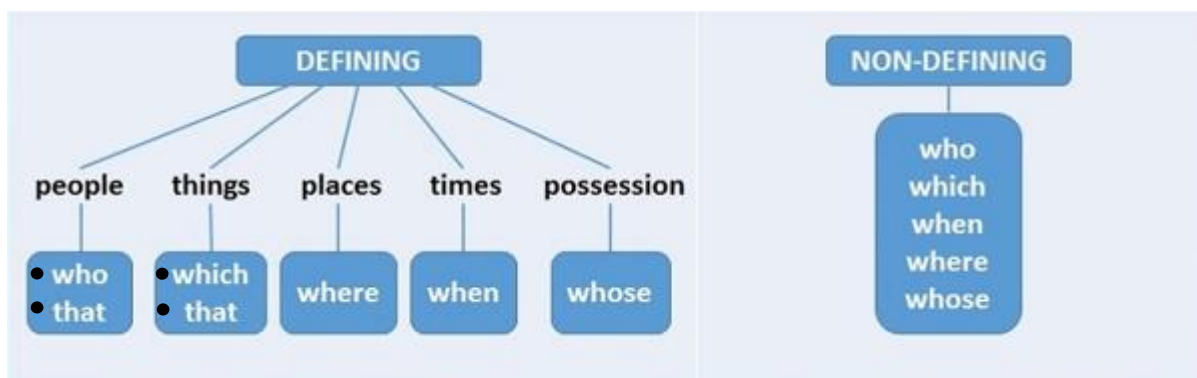 DEFINING
NON-DEFINING
people things places times possession
• who
• that
• which
• that
where
when
whose
who
which
when
where
whose